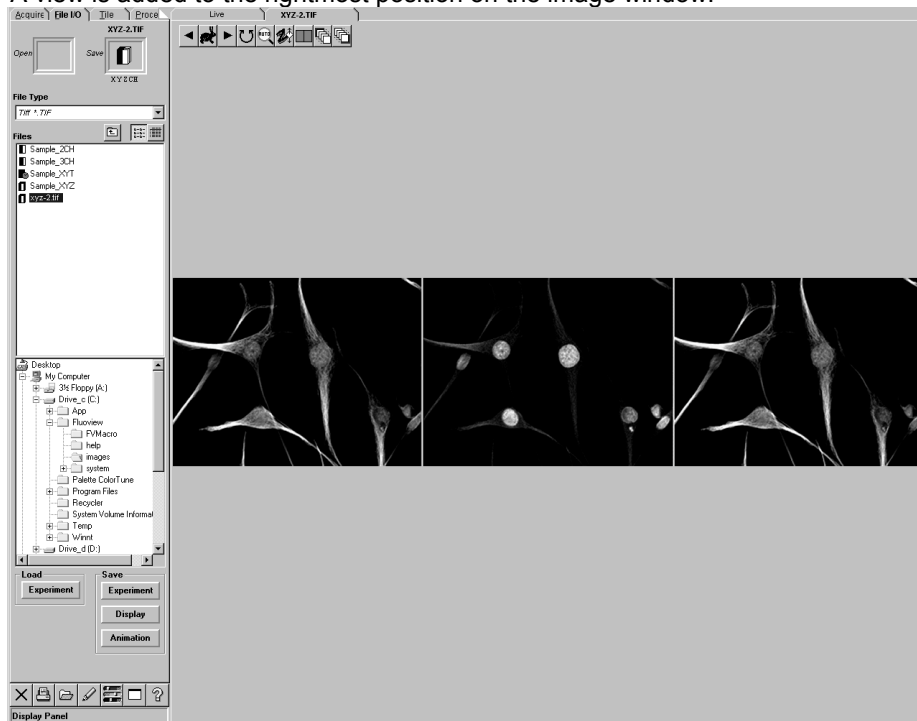 A view is added to the rightmost position on the image window.
Acquire File I/O Tile Proce
Live XYZ-2.TIF
XYZ-2.TIF
Open Save
XYZCH
AUTO
File Type
Tiff *.TIF
Files
Sample_2CH
Sample_3CH
Sample_XYT
Sample_XYZ
xyz-2.tif
Desktop
My Computer
3½ Floppy (A:)
Drive_c (C:)
App
Fluoview
FVMacro
help
images
system
Palette ColorTune
Program Files
Recycler
System Volume Informat
Temp
Winnt
Drive_d (D:)
Load Save
Experiment Experiment
Display
Animation
Display Panel